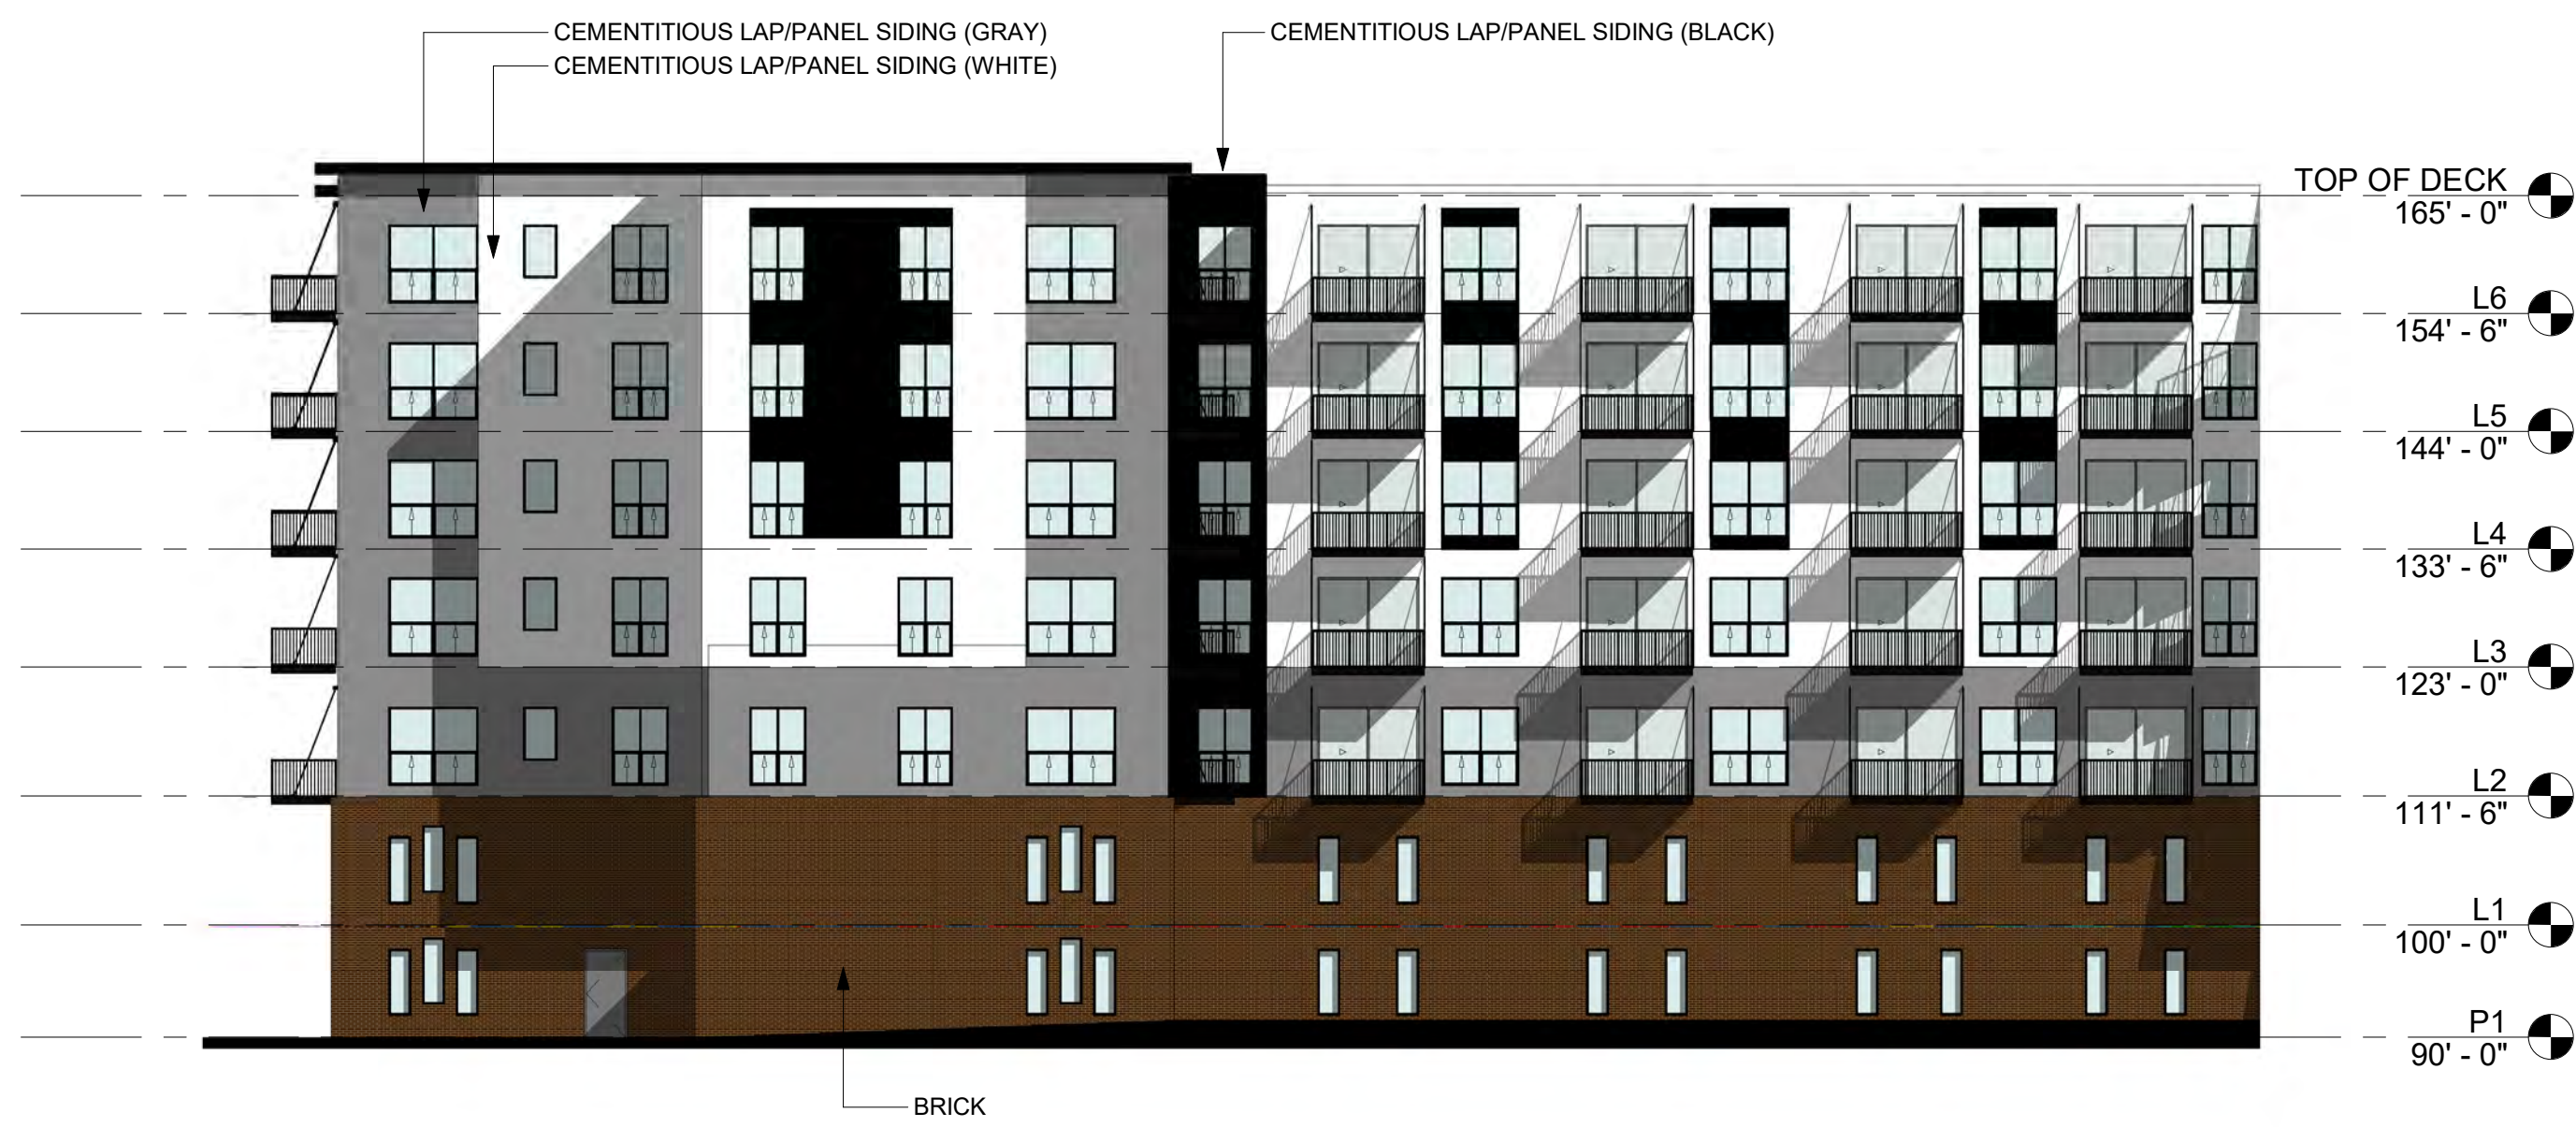 CEMENTITIOUS LAP/PANEL SIDING (GRAY)
CEMENTITIOUS LAP/PANEL SIDING (WHITE)
CEMENTITIOUS LAP/PANEL SIDING (BLACK)
TOP OF DECK
165' - 0"
L6
154' - 6"
L5
144' - 0"
L4
133' - 6"
L3
123' - 0"
L2
111' - 6"
L1
100' - 0"
P1
90' - 0"
BRICK